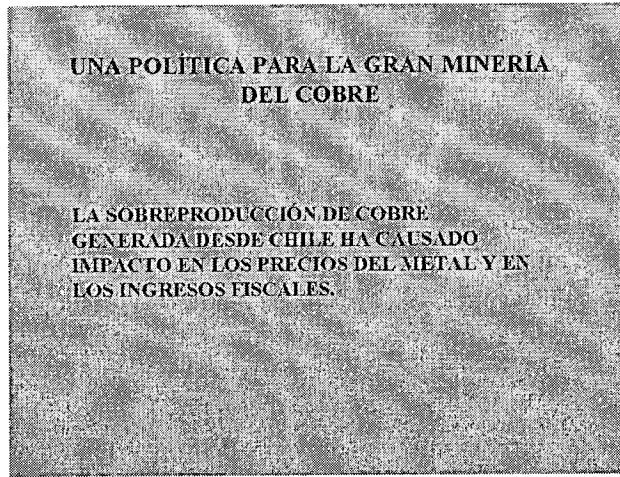 UNA POLÍTICA PARA LA GRAN MINERÍA
DEL COBRE
LA SOBREPRODUCCIÓN DE COBRE
GENERADA DESDE CHILE HA CAUSADO
IMPACTO EN LOS PRECIOS DEL METAL Y EN
LOS INGRESOS FISCALES.